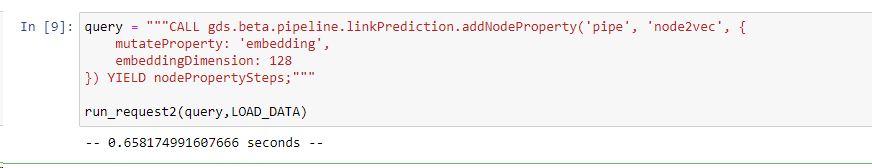 In [9]: query = """CALL gds.beta.pipeline.linkPrediction.addNodeProperty('pipe', 'node2vec', {
    mutateProperty: 'embedding',
    embeddingDimension: 128
}) YIELD nodePropertySteps;"""

run_request2(query,LOAD_DATA)
-- 0.658174991607666 seconds --